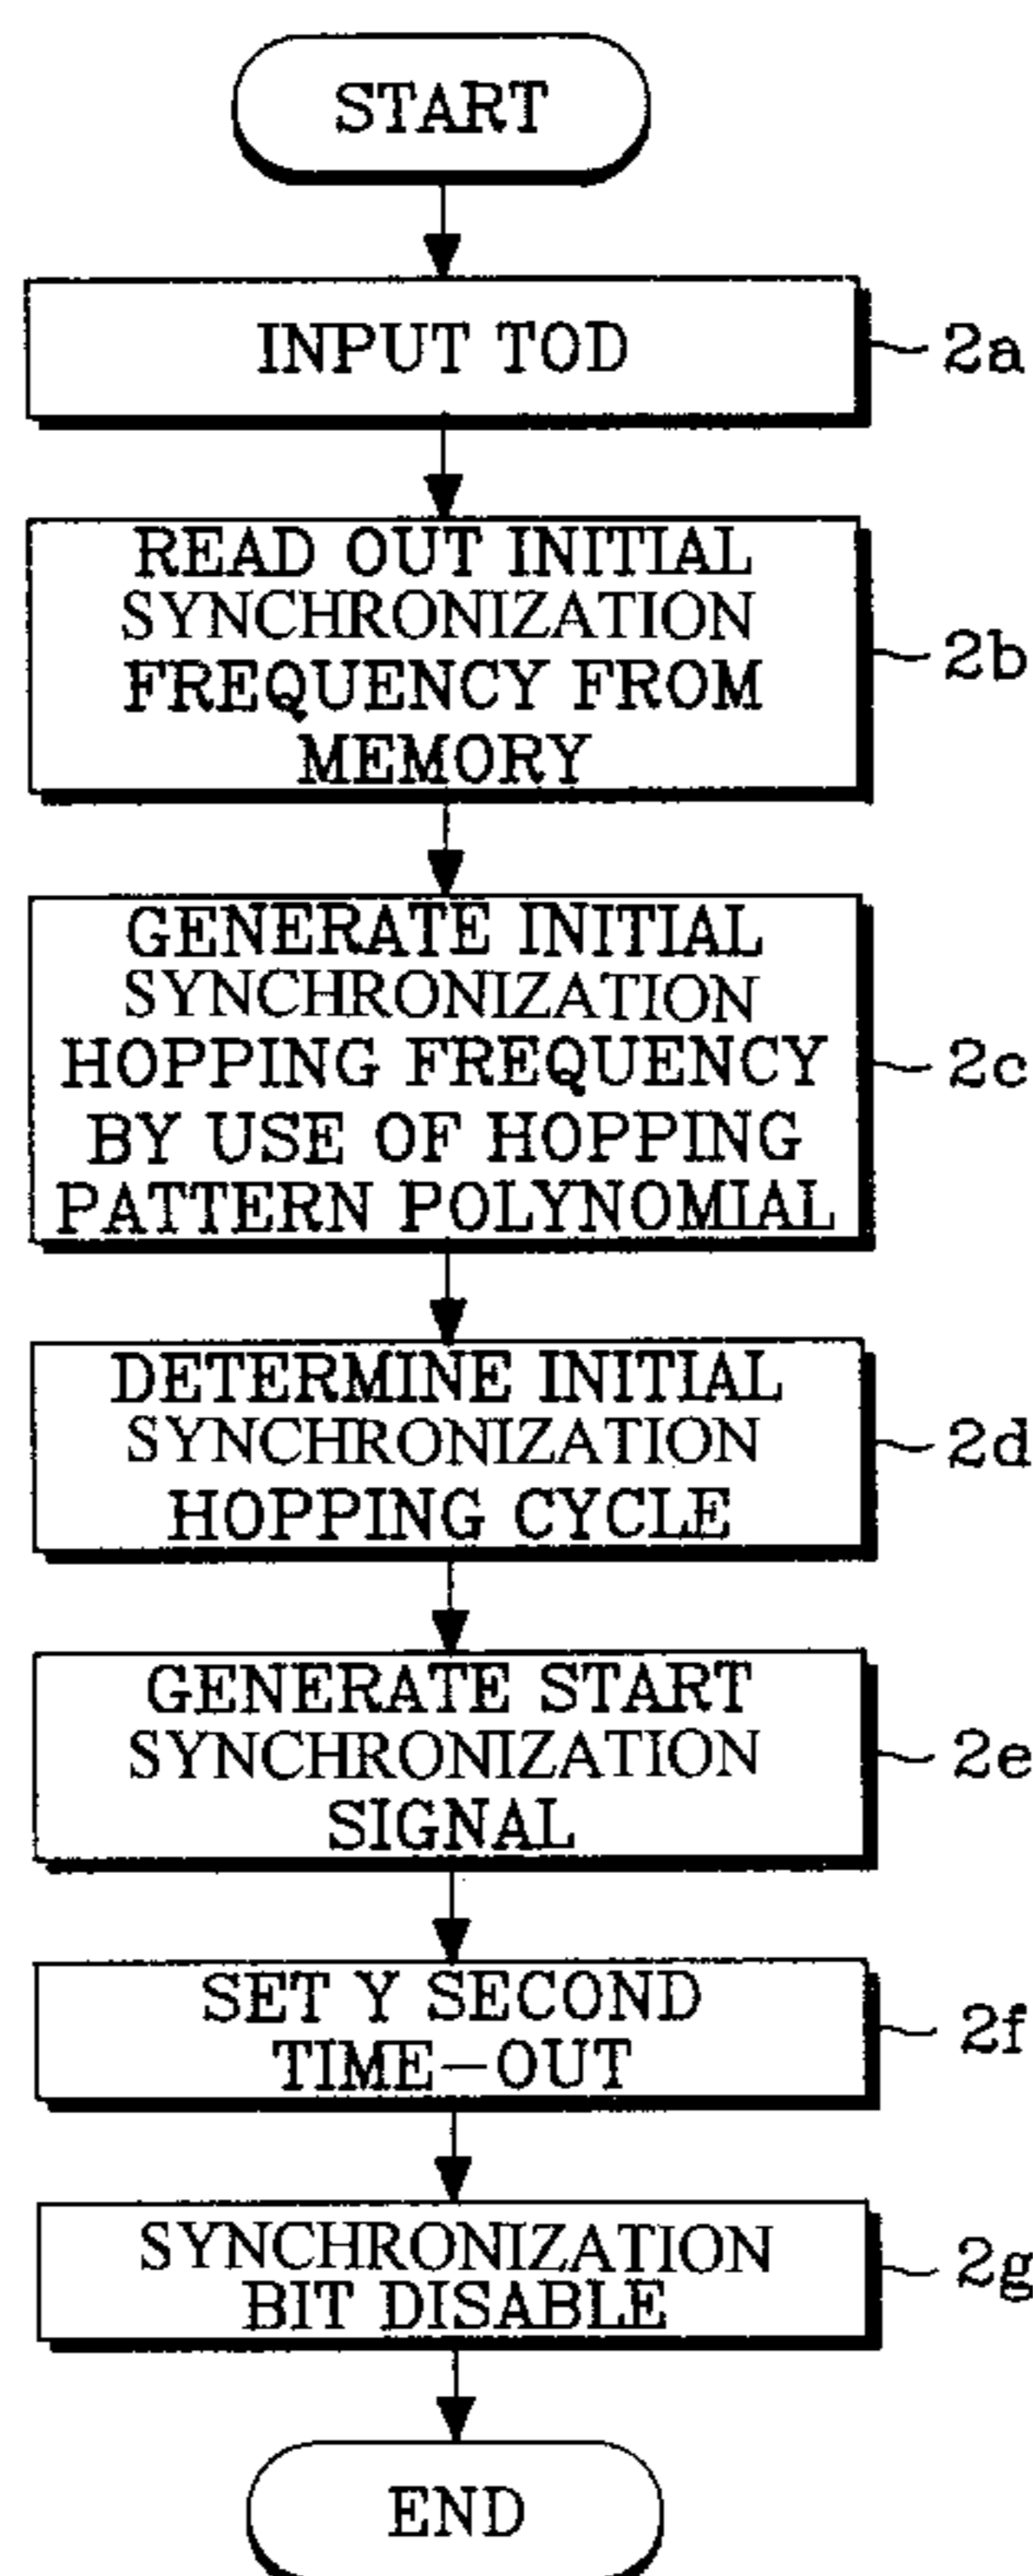 START
INPUT TOD
2a
READ OUT INITIAL
SYNCHRONIZATION
FREQUENCY FROM
MEMORY
2b
GENERATE INITIAL
SYNCHRONIZATION
HOPPING FREQUENCY
BY USE OF HOPPING
PATTERN POLYNOMIAL
2c
DETERMINE INITIAL
SYNCHRONIZATION
HOPPING CYCLE
2d
GENERATE START
SYNCHRONIZATION
SIGNAL
2e
SET Y SECOND
TIME-OUT
2f
SYNCHRONIZATION
BIT DISABLE
2g
END